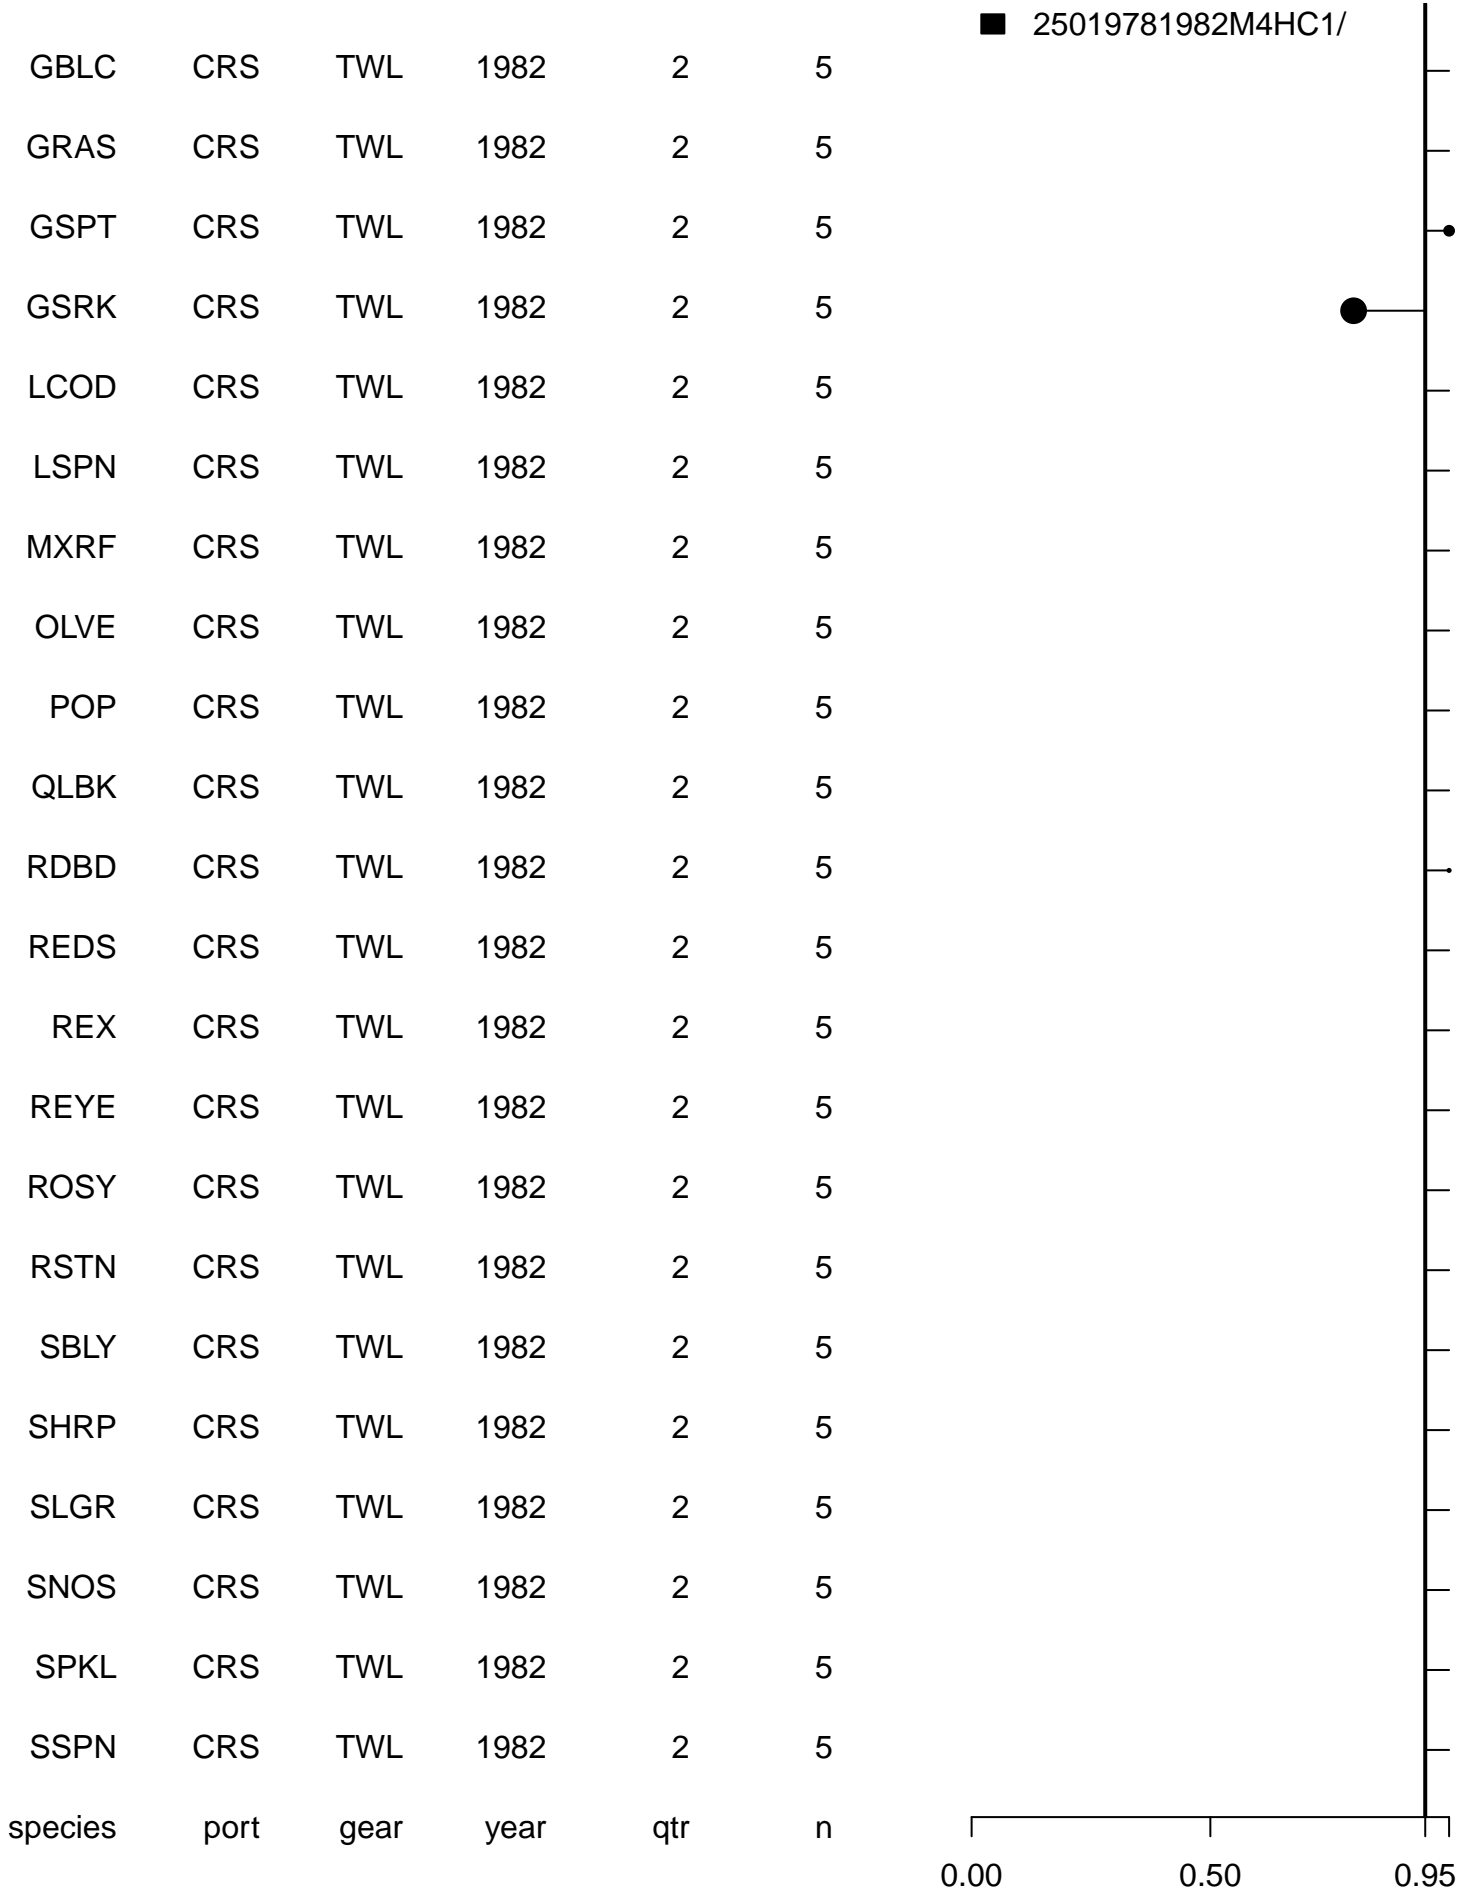 25019781982M4HC1/
GBLC CRS TWL 1982 2 5
GRAS CRS TWL 1982 2 5
GSPT CRS TWL 1982 2 5
GSRK CRS TWL 1982 2 5
LCOD CRS TWL 1982 2 5
LSPN CRS TWL 1982 2 5
MXRF CRS TWL 1982 2 5
OLVE CRS TWL 1982 2 5
POP CRS TWL 1982 2 5
QLBK CRS TWL 1982 2 5
RDBD CRS TWL 1982 2 5
REDS CRS TWL 1982 2 5
REX CRS TWL 1982 2 5
REYE CRS TWL 1982 2 5
ROSY CRS TWL 1982 2 5
RSTN CRS TWL 1982 2 5
SBLY CRS TWL 1982 2 5
SHRP CRS TWL 1982 2 5
SLGR CRS TWL 1982 2 5
SNOS CRS TWL 1982 2 5
SPKL CRS TWL 1982 2 5
SSPN CRS TWL 1982 2 5
species port gear year qtr n
0.00 0.50 0.95